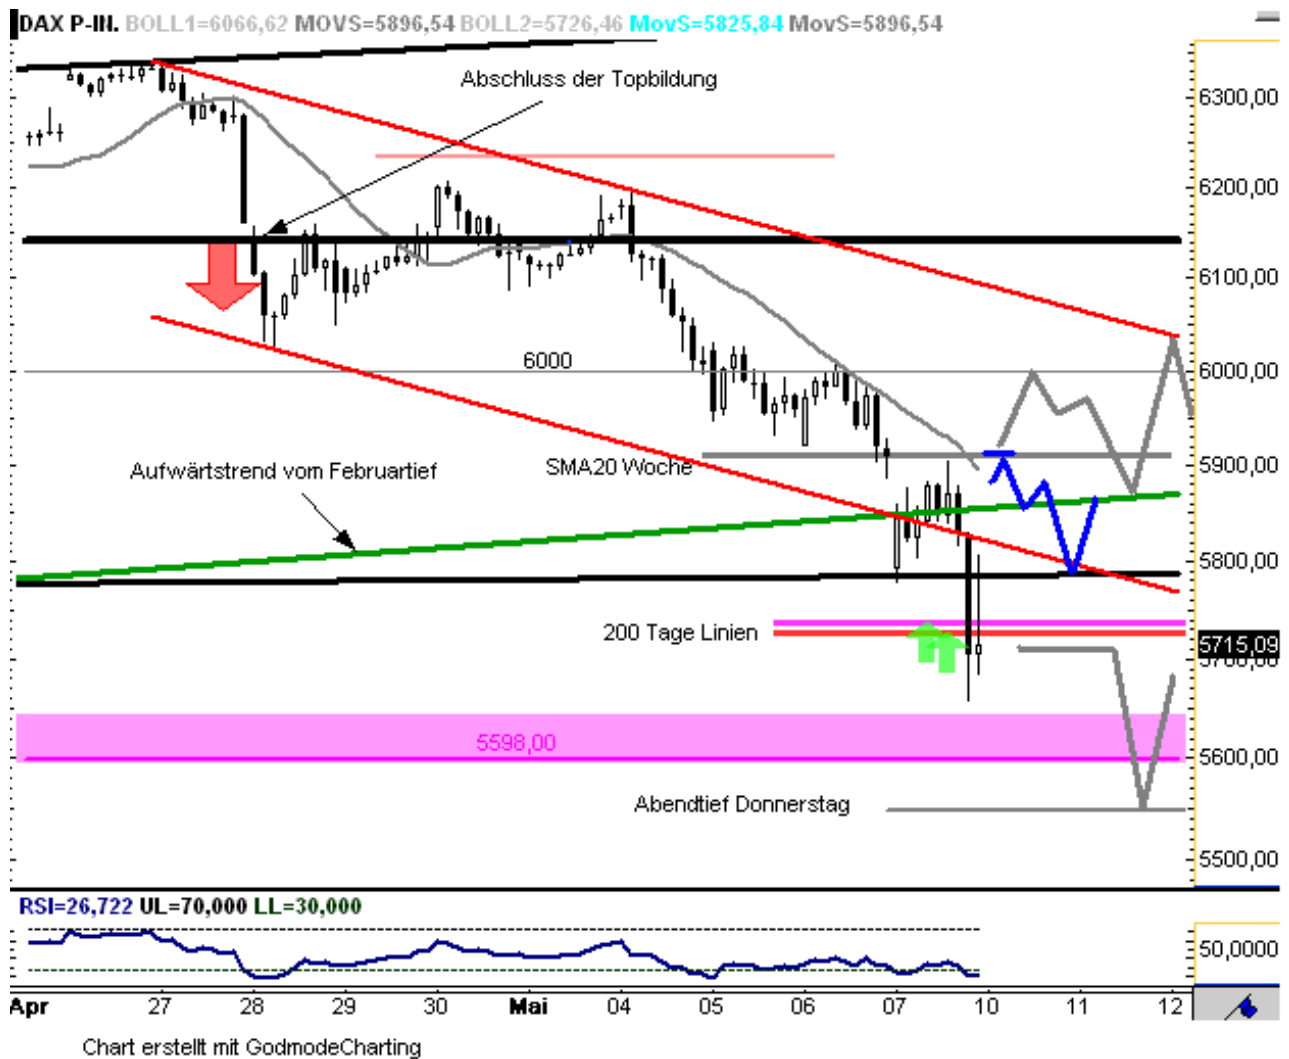 DAX P-IN. BOLL1=6066,62 MOVS=5896,54 BOLL2=5726,46 MovS=5825,84 MovS=5896,54
Abschluss der Topbildung
6300,00
6200,00
6100,00
6000
6000,00
Aufwärtstrend vom Februartief
SMA20 Woche
5900,00
5800,00
200 Tage Linien
5715,09
5700,00
5598,00
5600,00
Abendtief Donnerstag
5500,00
RSI=26,722 UL=70,000 LL=30,000
50,0000
Apr 27 28 29 30 Mai 04 05 06 07 10 11 12
Chart erstellt mit GodmodeCharting